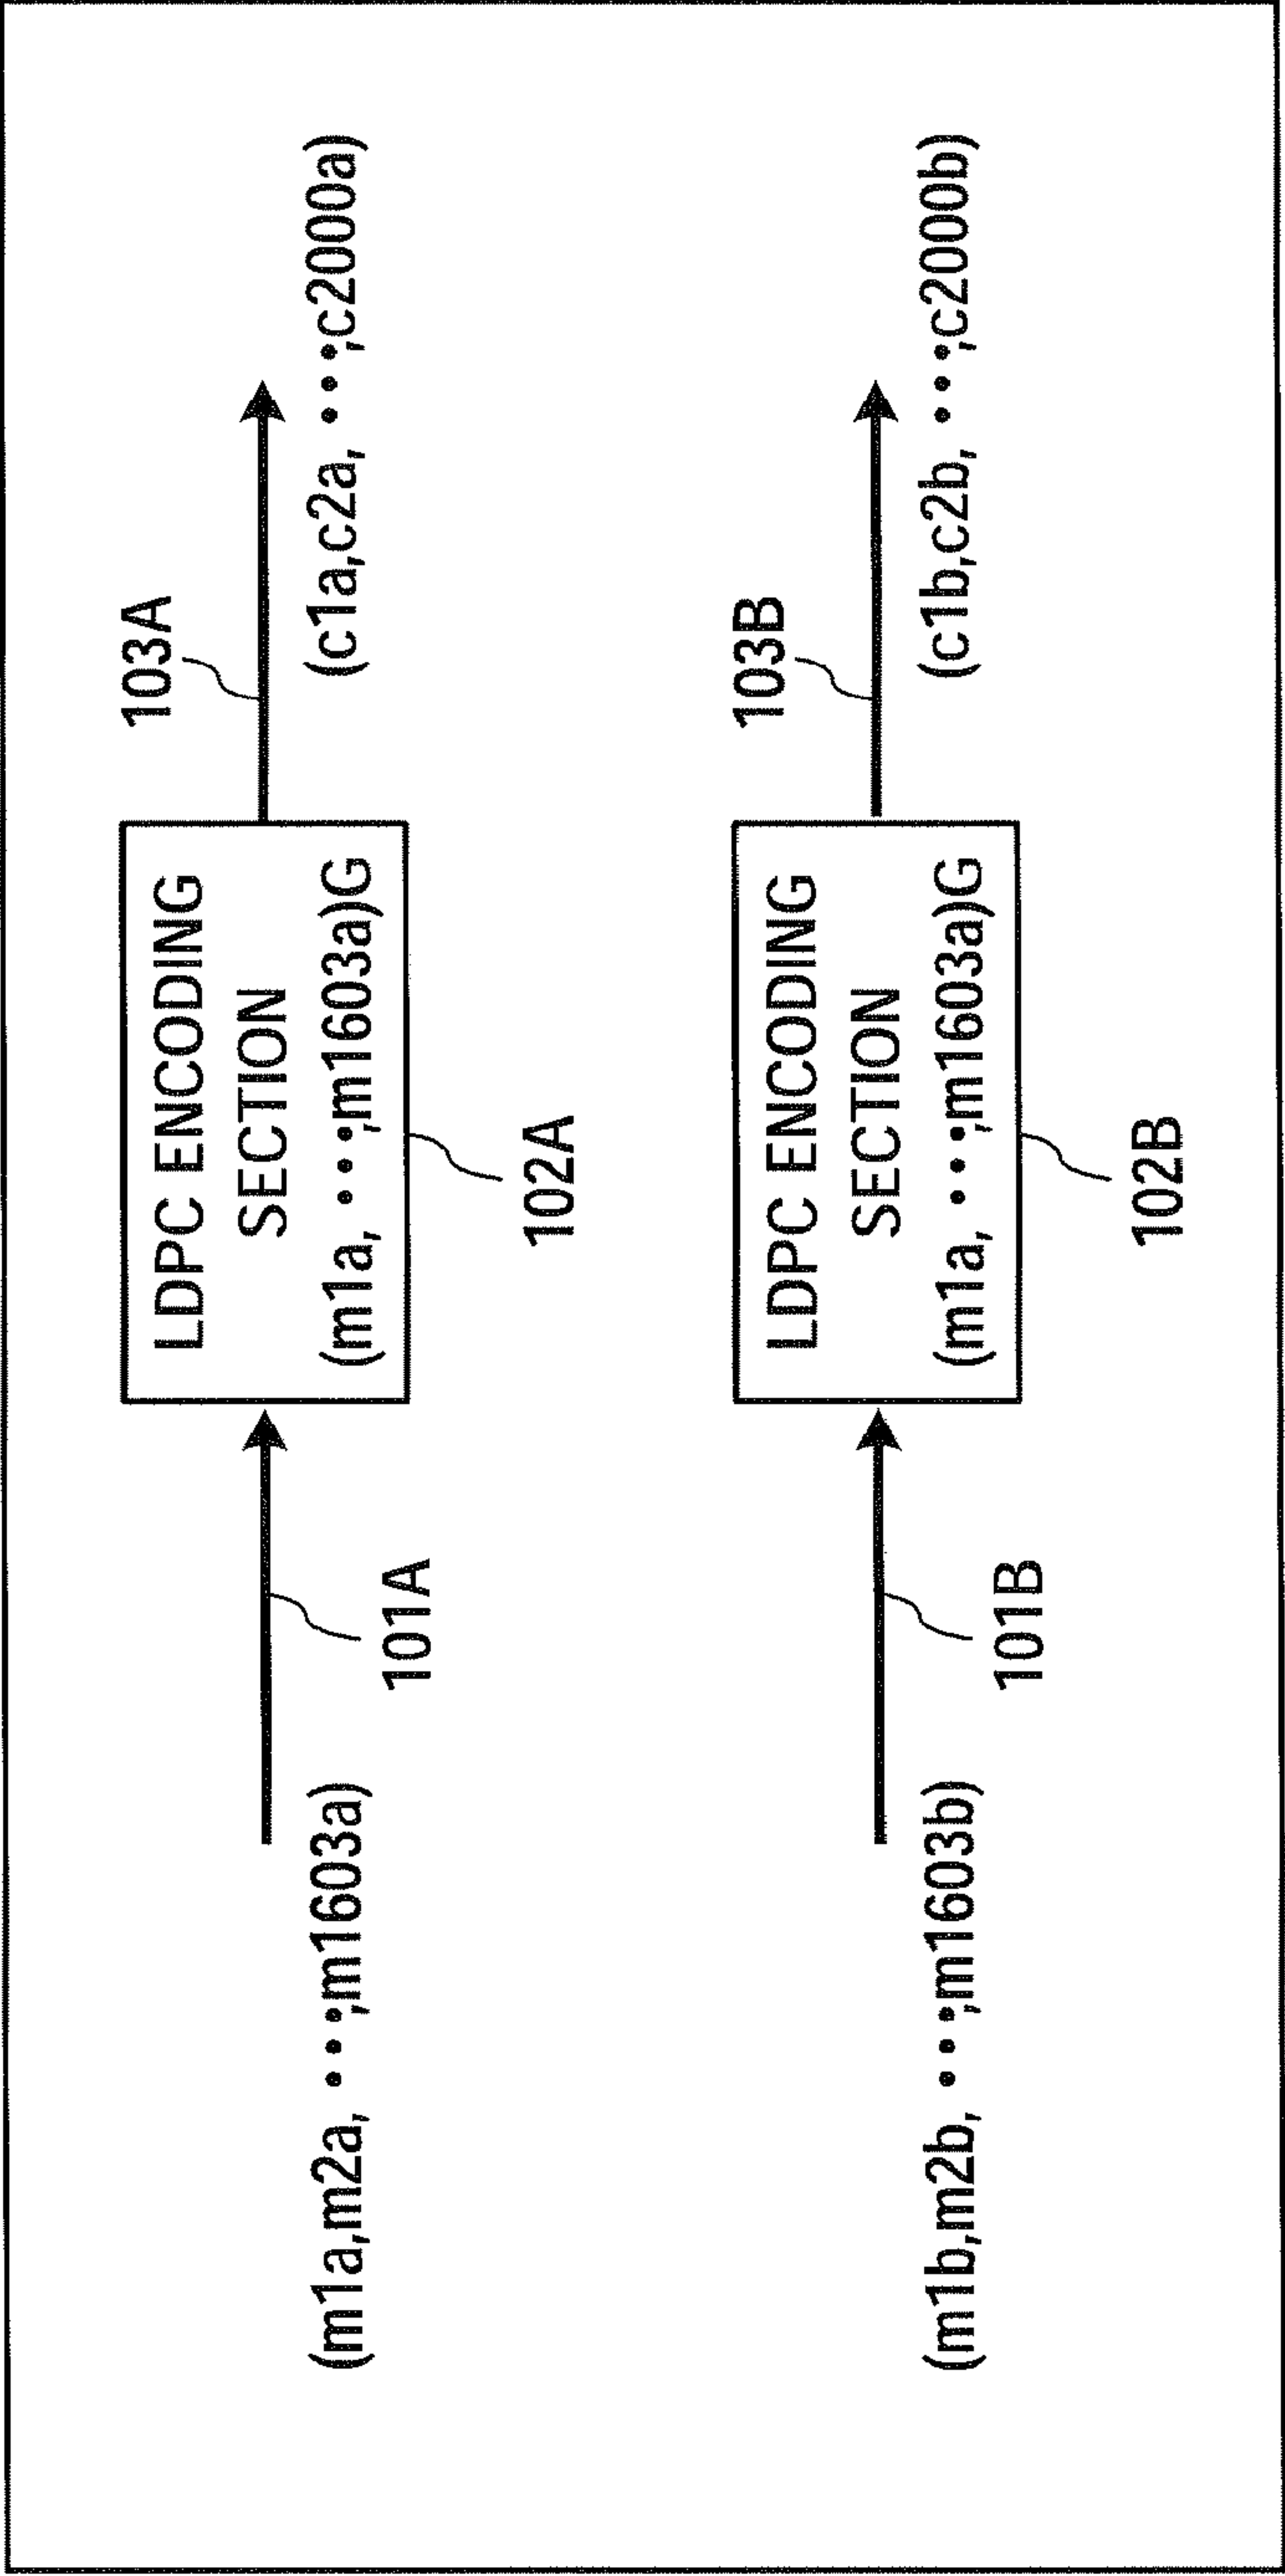 (m1a,m2a, ･･･,m1603a)
101A
LDPC ENCODING
SECTION
(m1a, ･･･,m1603a)G
102A
103A
(c1a,c2a, ･･･,c2000a)
(m1b,m2b, ･･･,m1603b)
101B
LDPC ENCODING
SECTION
(m1a, ･･･,m1603a)G
102B
103B
(c1b,c2b, ･･･,c2000b)